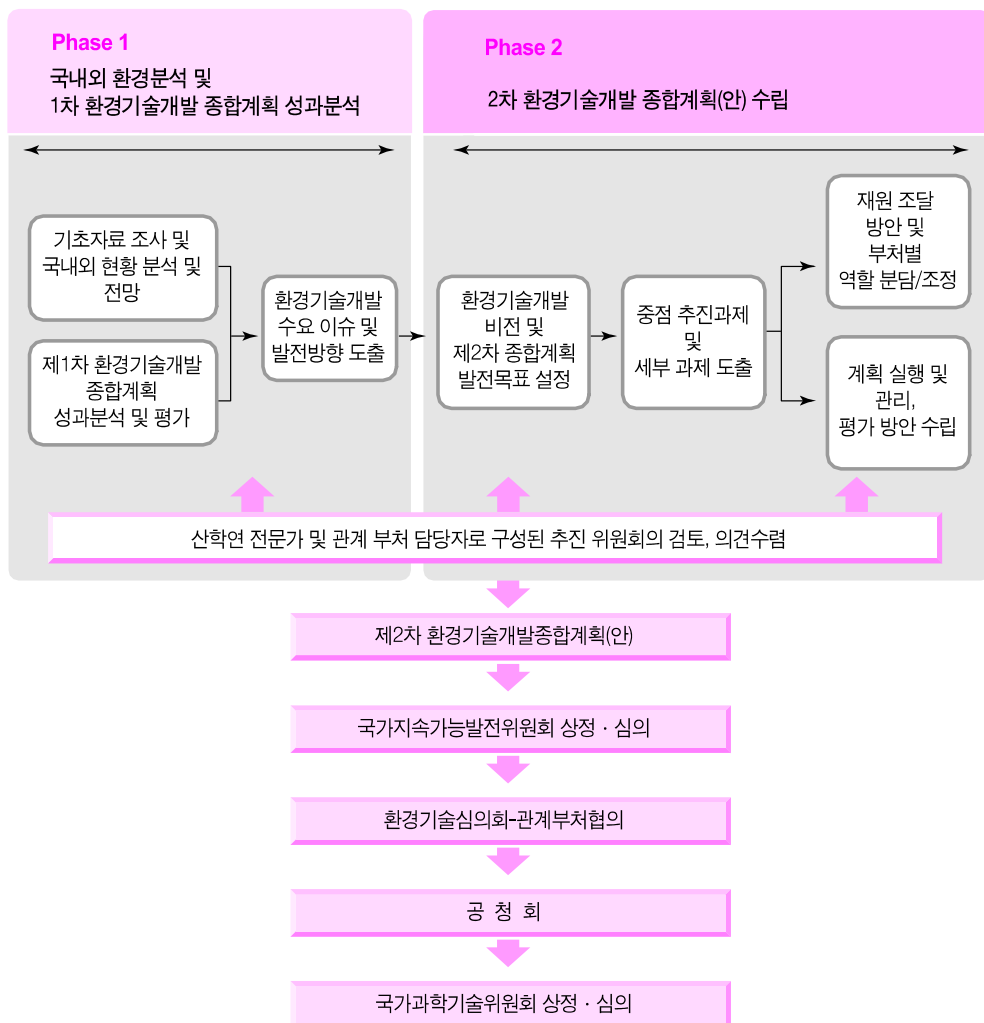 Phase 1
국내외 환경분석 및
1차 환경기술개발 종합계획 성과분석
Phase 2
2차 환경기술개발 종합계획(안) 수립
기초자료 조사 및
국내외 현황 분석 및
전망
제1차 환경기술개발
종합계획
성과분석 및 평가
환경기술개발
수요 이슈 및
발전방향 도출
환경기술개발
비전 및
제2차 종합계획
발전목표 설정
중점 추진과제
및
세부 과제 도출
재원 조달
방안 및
부처별
역할 분담/조정
계획 실행 및
관리,
평가 방안 수립
산학연 전문가 및 관계 부처 담당자로 구성된 추진 위원회의 검토, 의견수렴
제2차 환경기술개발종합계획(안)
국가지속가능발전위원회 상정 · 심의
환경기술심의회-관계부처협의
공 청 회
국가과학기술위원회 상정 · 심의